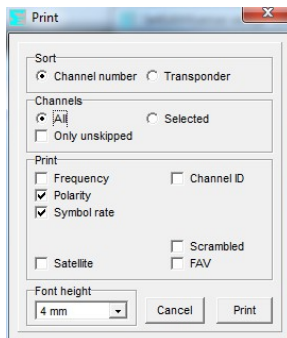 Print
Sort
Channel number Transponder
Channels
All Selected
Only unskipped
Print
Frequency Channel ID
Polarity
Symbol rate
Scrambled
Satellite FAV
Font height
4 mm Cancel Print